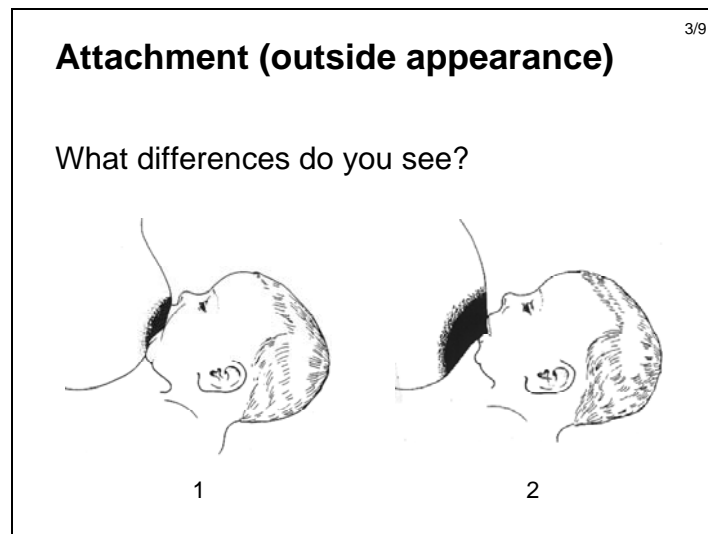 3/9
Attachment (outside appearance)
What differences do you see?
1 2